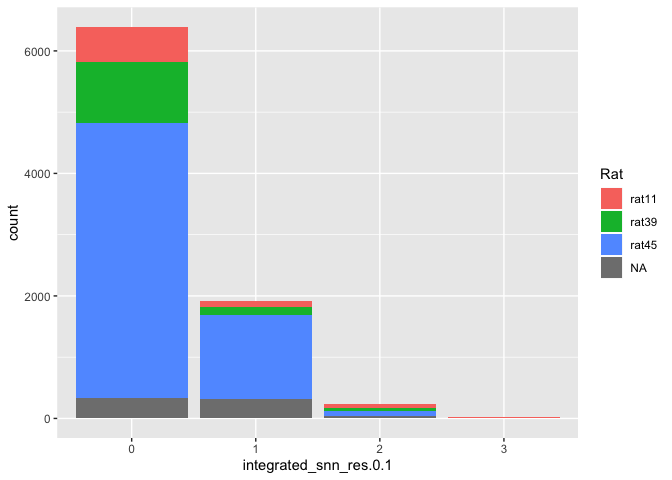 6000
4000
2000
0
count
0 1 2 3
integrated_snn_res.0.1
Rat
rat11
rat39
rat45
NA